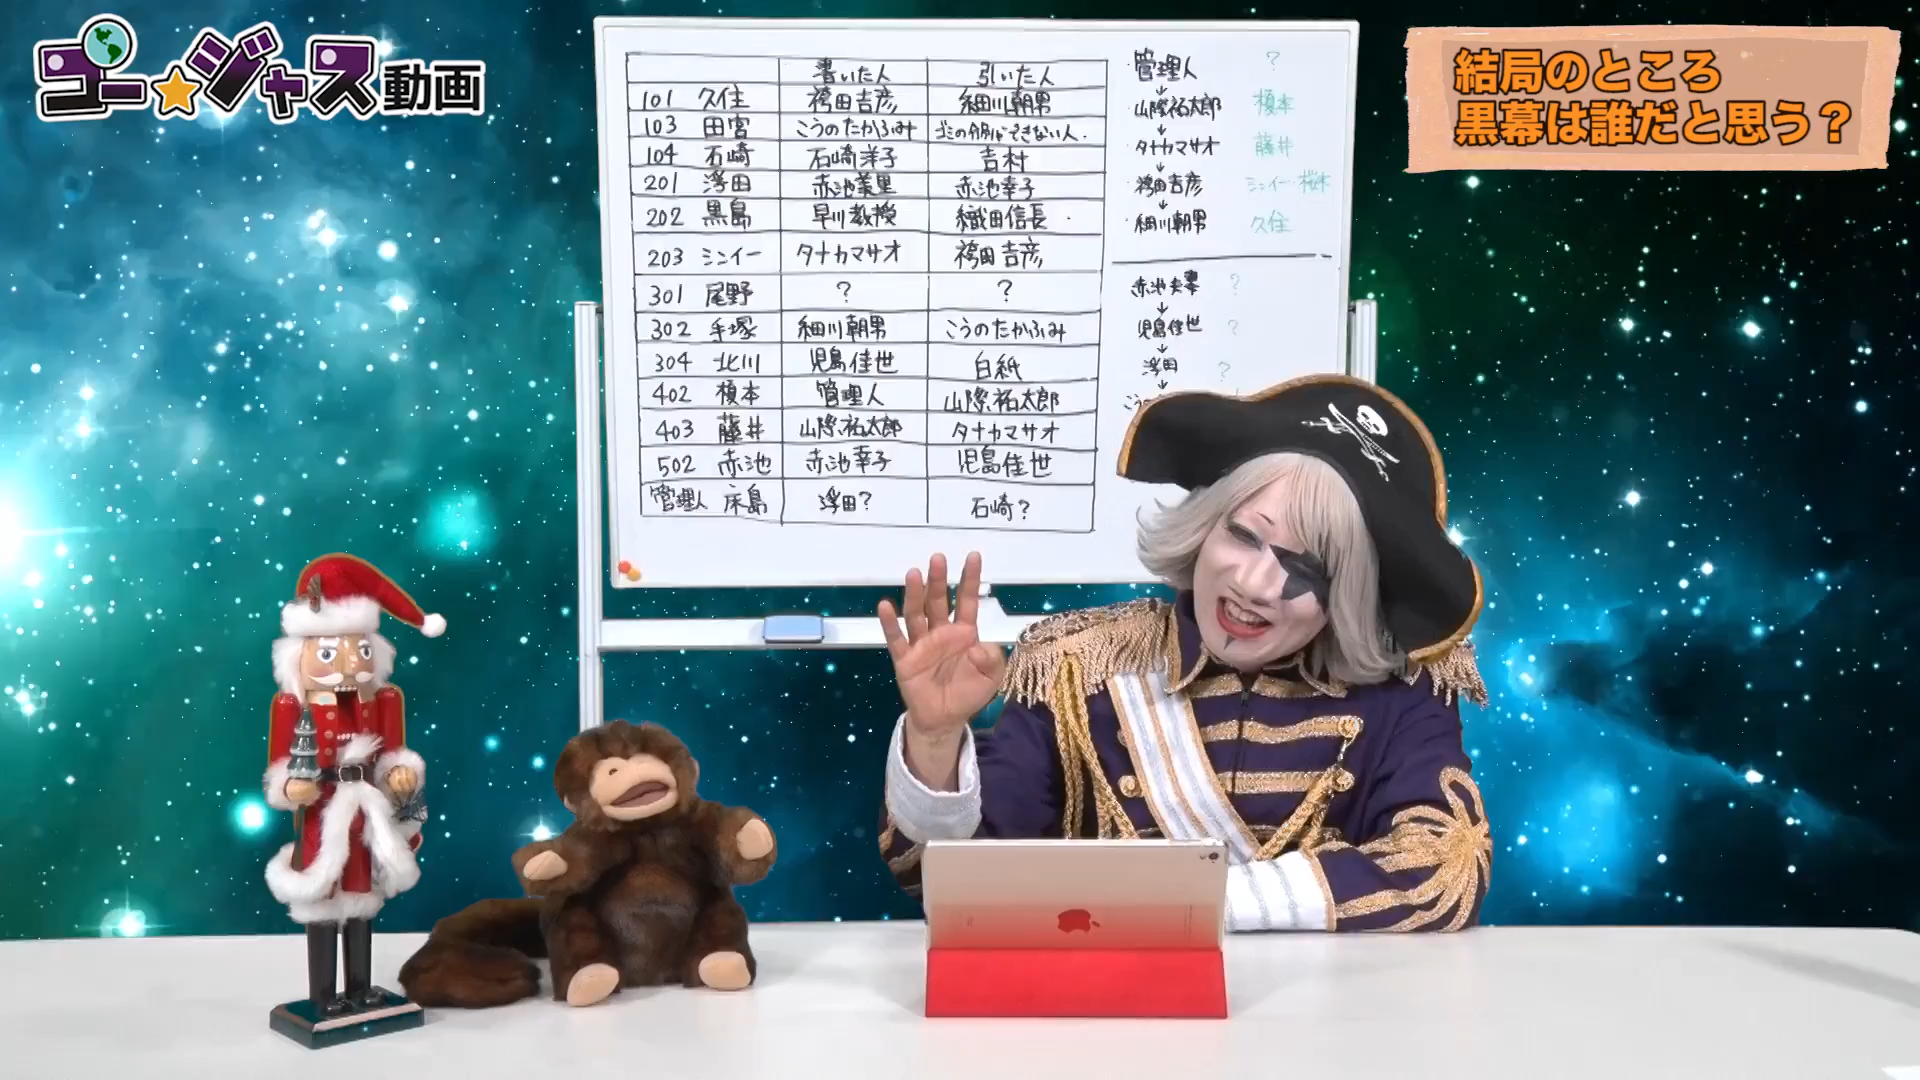 ゴー☆ジャス動画
結局のところ
黒幕は誰だと思う？
書いた人 引いた人
101 久住 袴田吉彦 細川朝男
103 田宮 こうのたかふみ ゴミの分別ができない人.
104 石崎 石崎洋子 吉村
201 浮田 赤池美里 赤池幸子
202 黒島 早川教授 織田信長
203 シンイー タナカマサオ 袴田吉彦
301 尾野 ? ?
302 手塚 細川朝男 こうのたかふみ
304 北川 児島佳世 白紙
402 榎本 管理人 山際祐太郎
403 藤井 山際祐太郎 タナカマサオ
502 赤池 赤池幸子 児島佳世
管理人 床島 浮田? 石崎?
管理人 ?
↓
山際祐太郎 榎本
↓
タナカマサオ 藤井
↓
袴田吉彦 シンイー・桜木
↓
細川朝男 久住
赤池夫妻 ?
↓
児島佳世 ?
↓
浮田 ?
↓
こうの